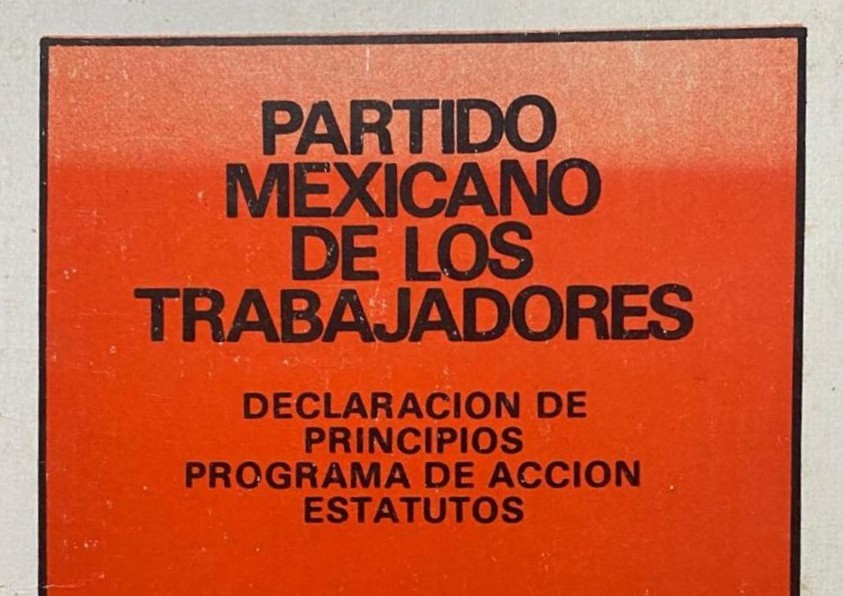 PARTIDO
MEXICANO
DE LOS
TRABAJADORES
DECLARACION DE
PRINCIPIOS
PROGRAMA DE ACCION
ESTATUTOS